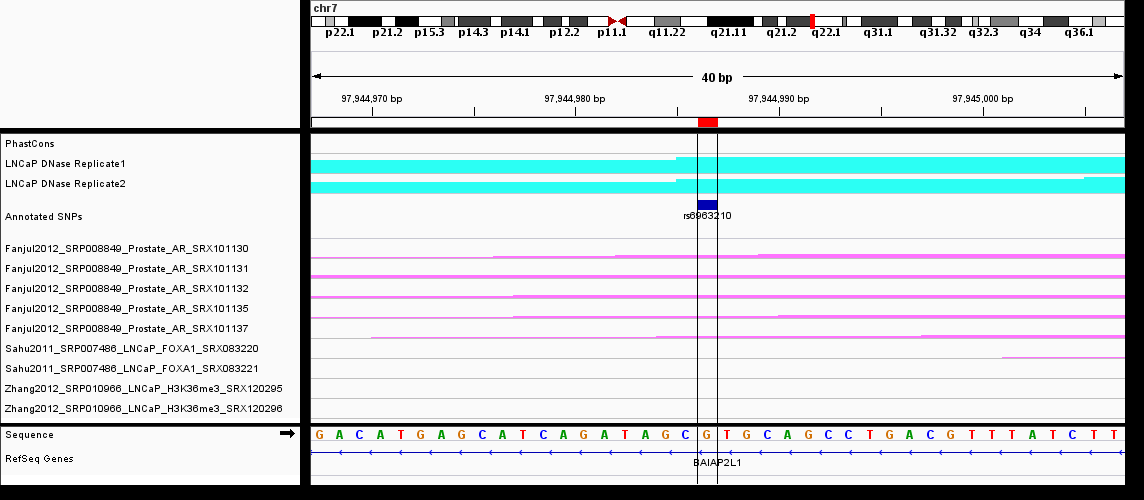 chr7
p22.1 p21.2 p15.3 p14.3 p14.1 p12.2 p11.1 q11.22 q21.11 q21.2 q22.1 q31.1 q31.32 q32.3 q34 q36.1
40 bp
97,944,970 bp 97,944,980 bp 97,944,990 bp 97,945,000 bp
PhastCons
LNCaP DNase Replicate1
LNCaP DNase Replicate2
Annotated SNPs
rs6963210
Fanjul2012_SRP008849_Prostate_AR_SRX101130
Fanjul2012_SRP008849_Prostate_AR_SRX101131
Fanjul2012_SRP008849_Prostate_AR_SRX101132
Fanjul2012_SRP008849_Prostate_AR_SRX101135
Fanjul2012_SRP008849_Prostate_AR_SRX101137
Sahu2011_SRP007486_LNCaP_FOXA1_SRX083220
Sahu2011_SRP007486_LNCaP_FOXA1_SRX083221
Zhang2012_SRP010966_LNCaP_H3K36me3_SRX120295
Zhang2012_SRP010966_LNCaP_H3K36me3_SRX120296
Sequence G A C A T G A G C A T C A G A T A G C G T G C A G C C T G A C G T T T A T C T T
RefSeq Genes
BAIAP2L1